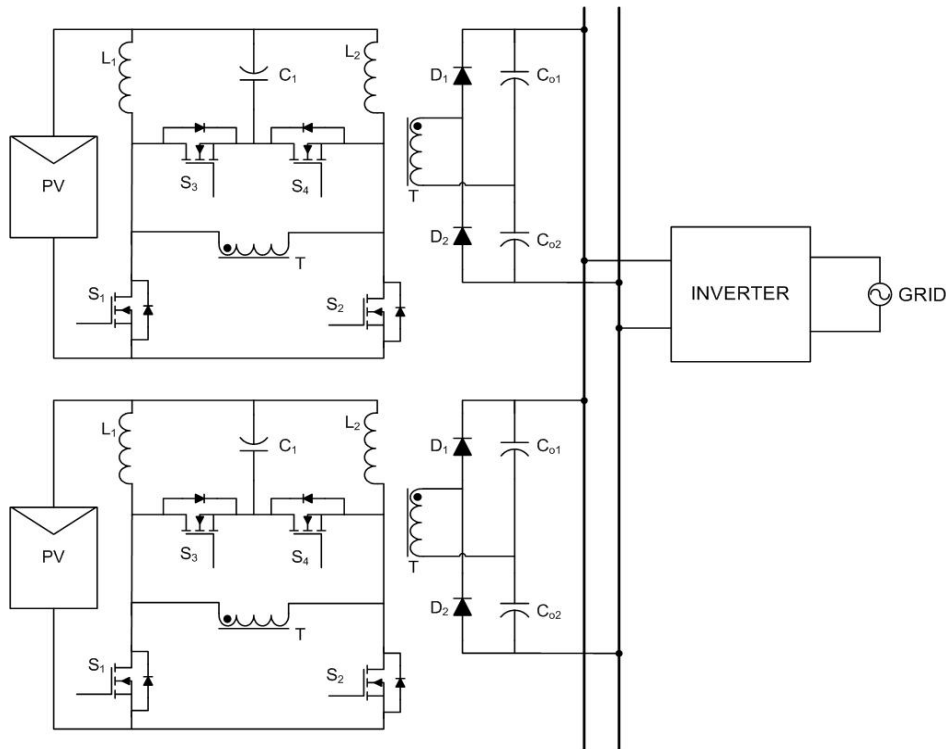 L1
C1
L2
D1
Co1
PV
S3
S4
T
T
D2
Co2
S1
S2
INVERTER
GRID
L1
C1
L2
D1
Co1
PV
S3
S4
T
T
D2
Co2
S1
S2